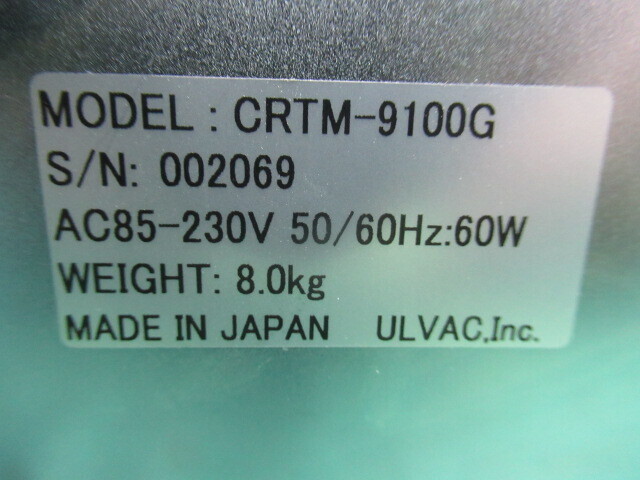 MODEL : CRTM-9100G
S/N: 002069
AC85-230V 50/60Hz:60W
WEIGHT: 8.0kg
MADE IN JAPAN ULVAC,Inc.